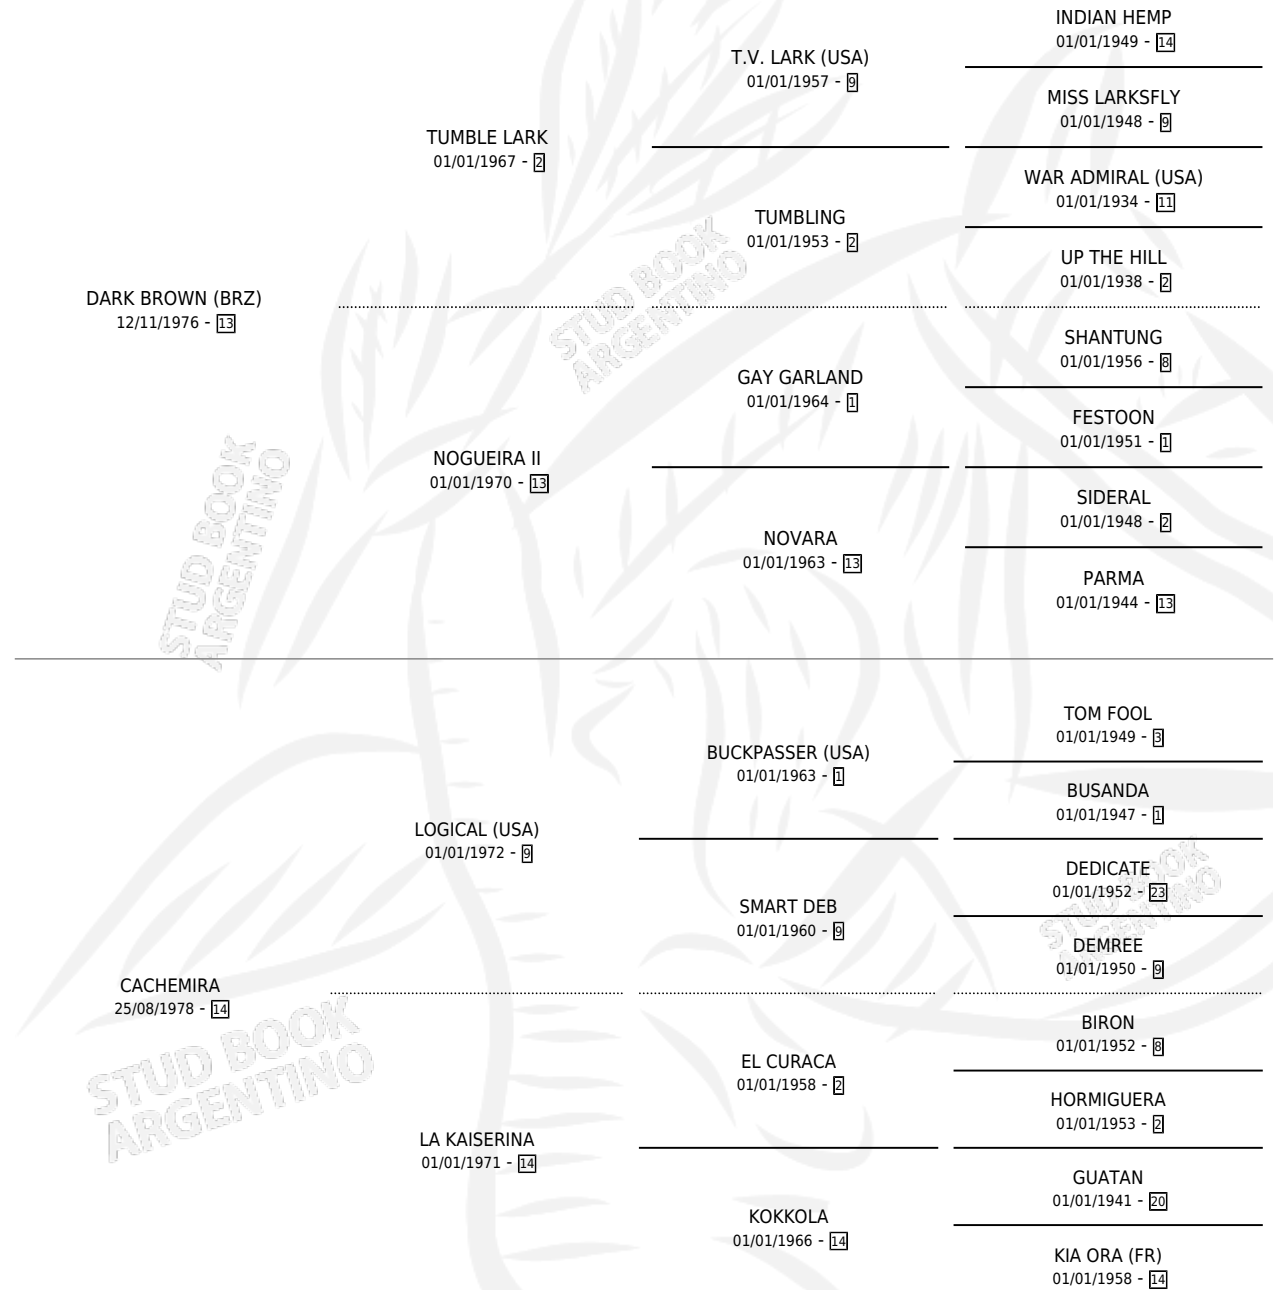 INDIAN HEMP
01/01/1949 - 14
T.V. LARK (USA)
01/01/1957 - 9
MISS LARKSFLY
01/01/1948 - 9
TUMBLE LARK
01/01/1967 - 2
WAR ADMIRAL (USA)
01/01/1934 - 11
TUMBLING
01/01/1953 - 2
UP THE HILL
01/01/1938 - 2
DARK BROWN (BRZ)
12/11/1976 - 13
SHANTUNG
01/01/1956 - 8
GAY GARLAND
01/01/1964 - 1
FESTOON
01/01/1951 - 1
NOGUEIRA II
01/01/1970 - 13
SIDERAL
01/01/1948 - 2
NOVARA
01/01/1963 - 13
PARMA
01/01/1944 - 13
STUD BOOK
ARGENTINO
STUD BOOK
ARGENTINO
TOM FOOL
01/01/1949 - 3
BUCKPASSER (USA)
01/01/1963 - 1
BUSANDA
01/01/1947 - 1
LOGICAL (USA)
01/01/1972 - 9
DEDICATE
01/01/1952 - 23
SMART DEB
01/01/1960 - 9
DEMREE
01/01/1950 - 9
CACHEMIRA
25/08/1978 - 14
BIRON
01/01/1952 - 8
EL CURACA
01/01/1958 - 2
HORMIGUERA
01/01/1953 - 2
LA KAISERINA
01/01/1971 - 14
GUATAN
01/01/1941 - 20
KOKKOLA
01/01/1966 - 14
KIA ORA (FR)
01/01/1958 - 14
STUD BOOK
ARGENTINO
STUD BOOK
ARGENTINO